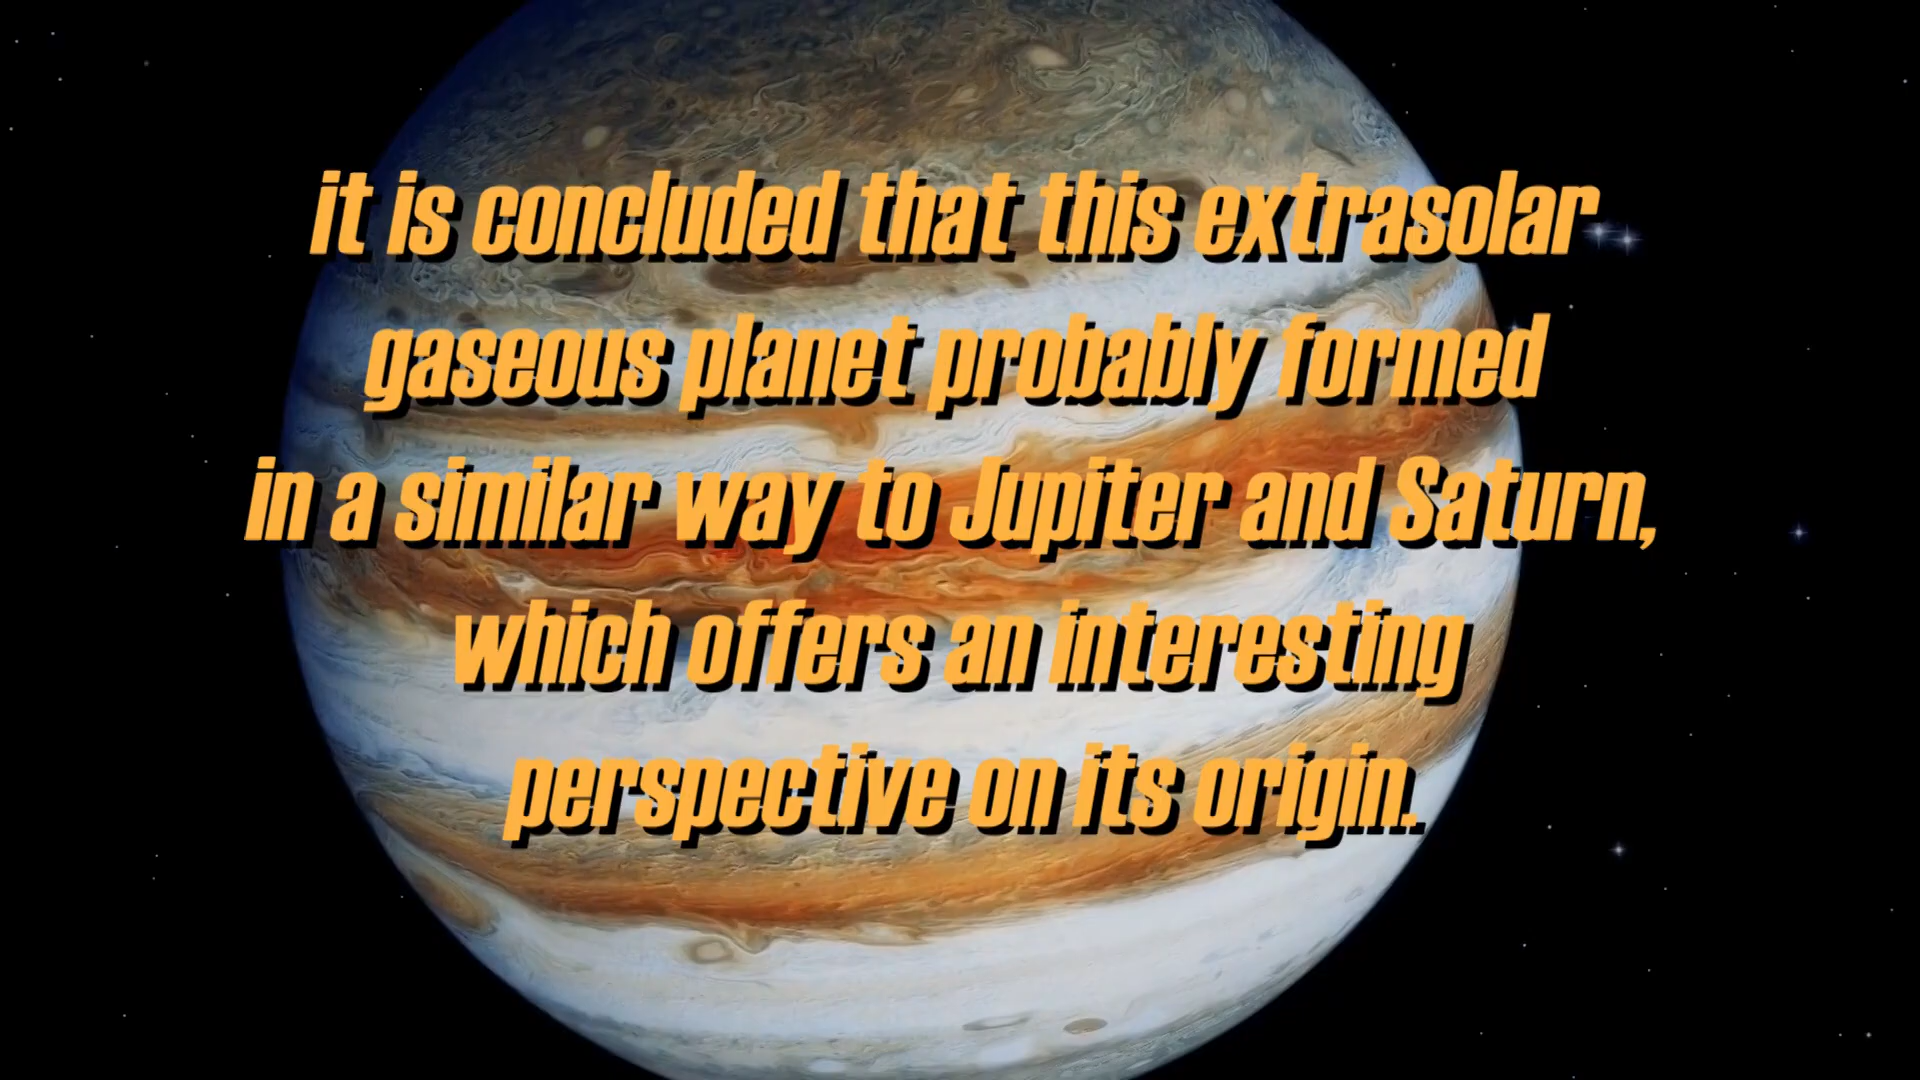 it is concluded that this extrasolar
gaseous planet probably formed
in a similar way to Jupiter and Saturn,
which offers an interesting
perspective on its origin.